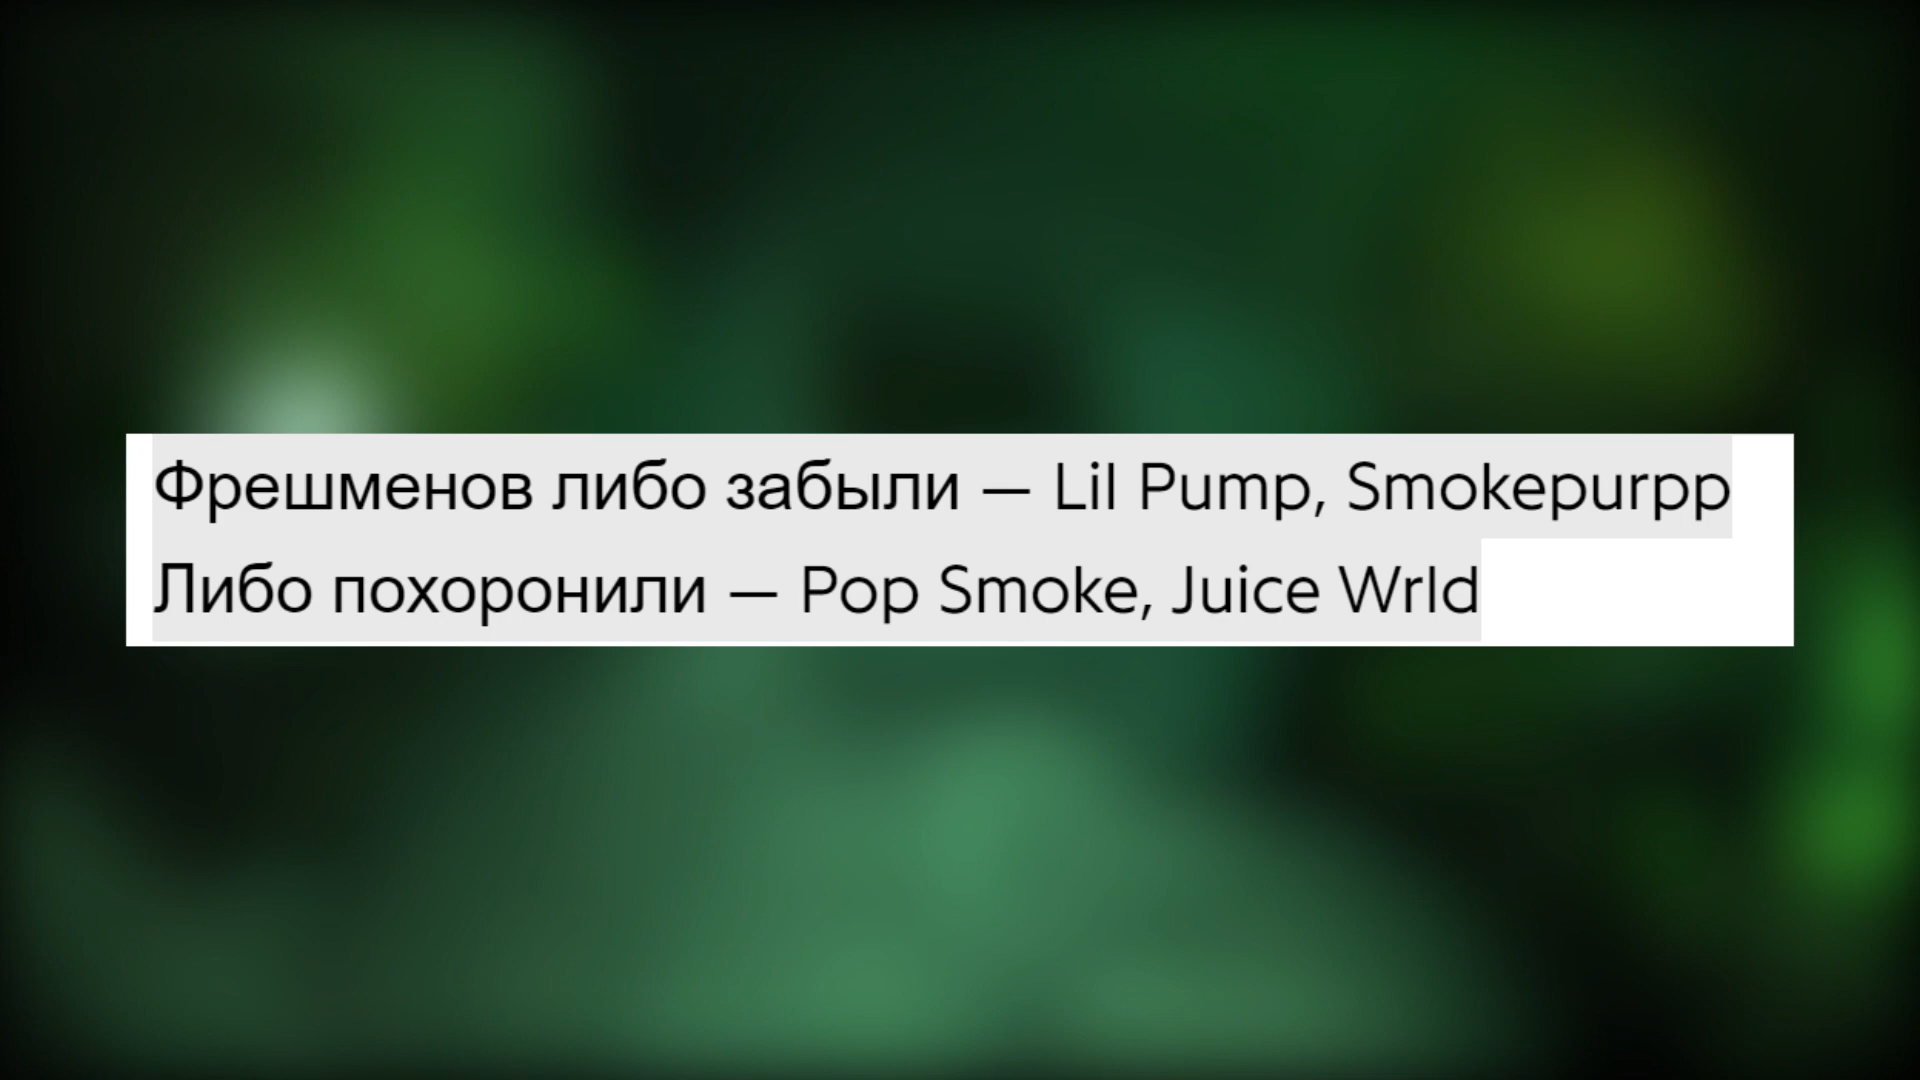 Фрешменов либо забыли — Lil Pump, Smokepurpp
Либо похоронили — Pop Smoke, Juice Wrld